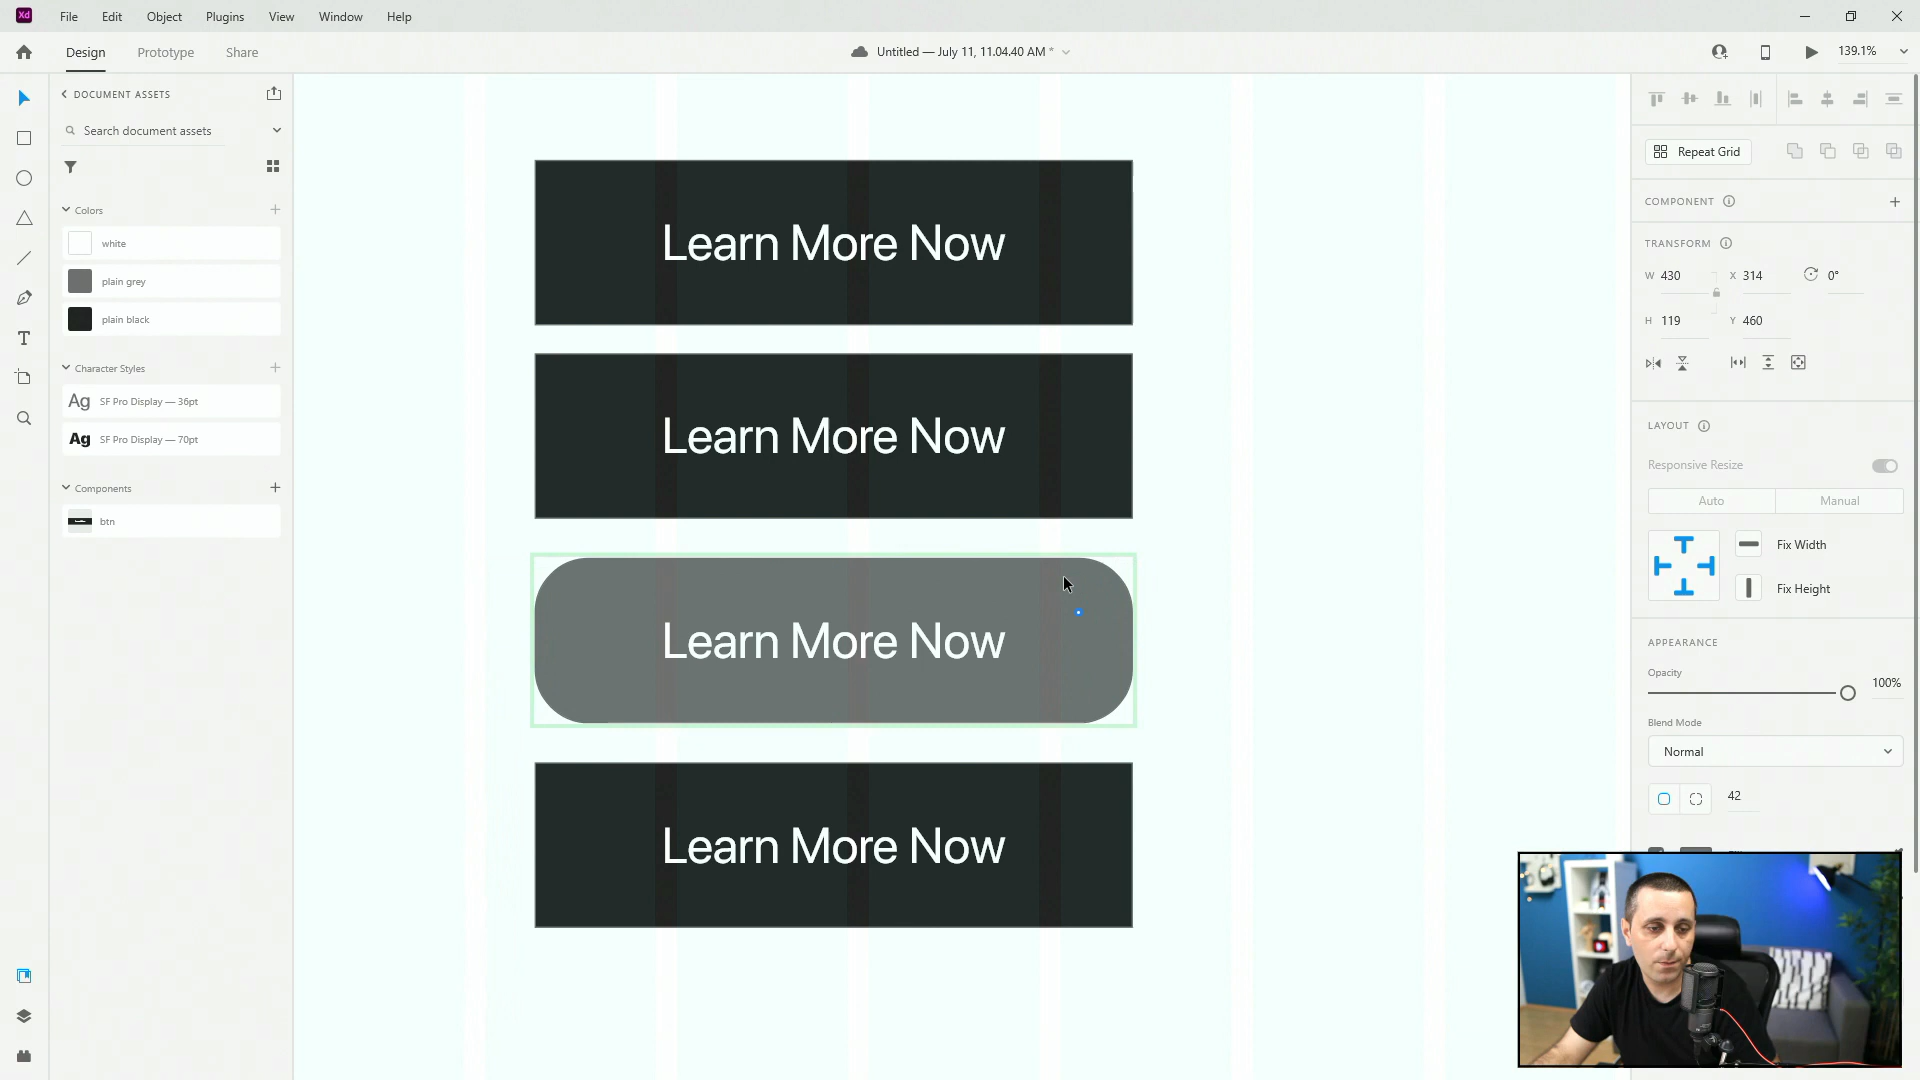 Xd File Edit Object Plugins View Window Help
Design Prototype Share
Untitled — July 11, 11.04.40 AM *
139.1%
DOCUMENT ASSETS
Search document assets
Colors
white
plain grey
plain black
Character Styles
Ag SF Pro Display — 36pt
Ag SF Pro Display — 70pt
Components
btn
Learn More Now
Learn More Now
Learn More Now
Learn More Now
Repeat Grid
COMPONENT
TRANSFORM
W 430 X 314 0°
H 119 Y 460
LAYOUT
Responsive Resize
Auto Manual
Fix Width
Fix Height
APPEARANCE
Opacity
100%
Blend Mode
Normal
42